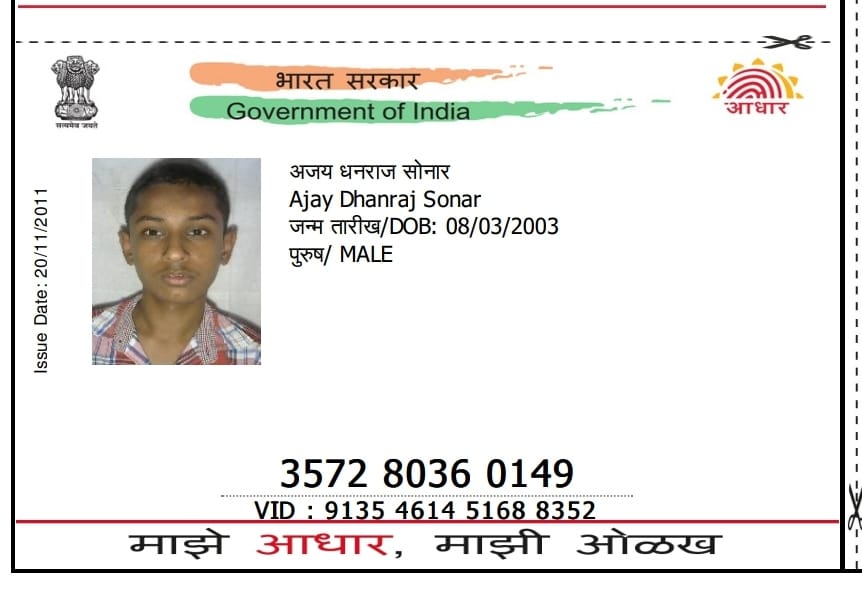 भारत सरकार
Government of India
सत्यमेव जयते
आधार
Issue Date: 20/11/2011
अजय धनराज सोनार
Ajay Dhanraj Sonar
जन्म तारीख/DOB: 08/03/2003
पुरुष/ MALE
3572 8036 0149
VID : 9135 4614 5168 8352
माझे आधार, माझी ओळख